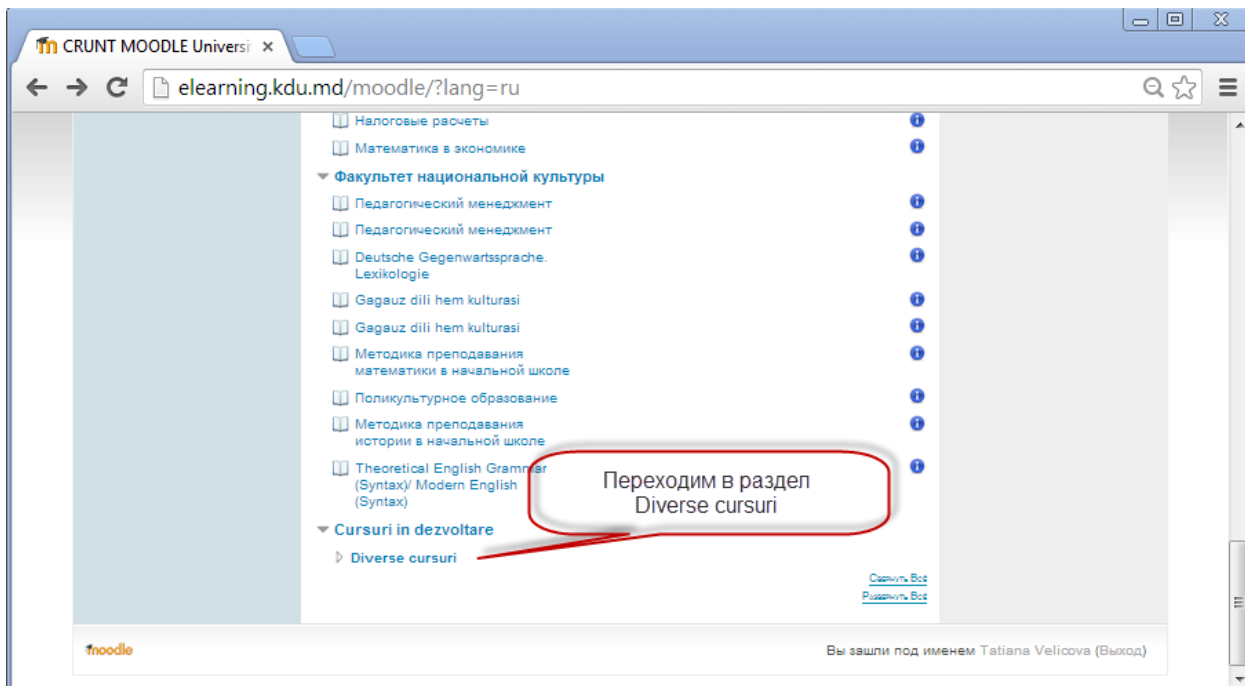 CRUNT MOODLE Universi
elearning.kdu.md/moodle/?lang=ru
Налоговые расчеты
Математика в экономике
Факультет национальной культуры
Педагогический менеджмент
Педагогический менеджмент
Deutsche Gegenwartssprache.
Lexikologie
Gagauz dili hem kulturasi
Gagauz dili hem kulturasi
Методика преподавания
математики в начальной школе
Поликультурное образование
Методика преподавания
истории в начальной школе
Theoretical English Grammar
(Syntax)/ Modern English
(Syntax)
Переходим в раздел
Diverse cursuri
Cursuri in dezvoltare
Diverse cursuri
Свернуть Всё
Развернуть Всё
moodle
Вы зашли под именем Tatiana Velicova (Выход)